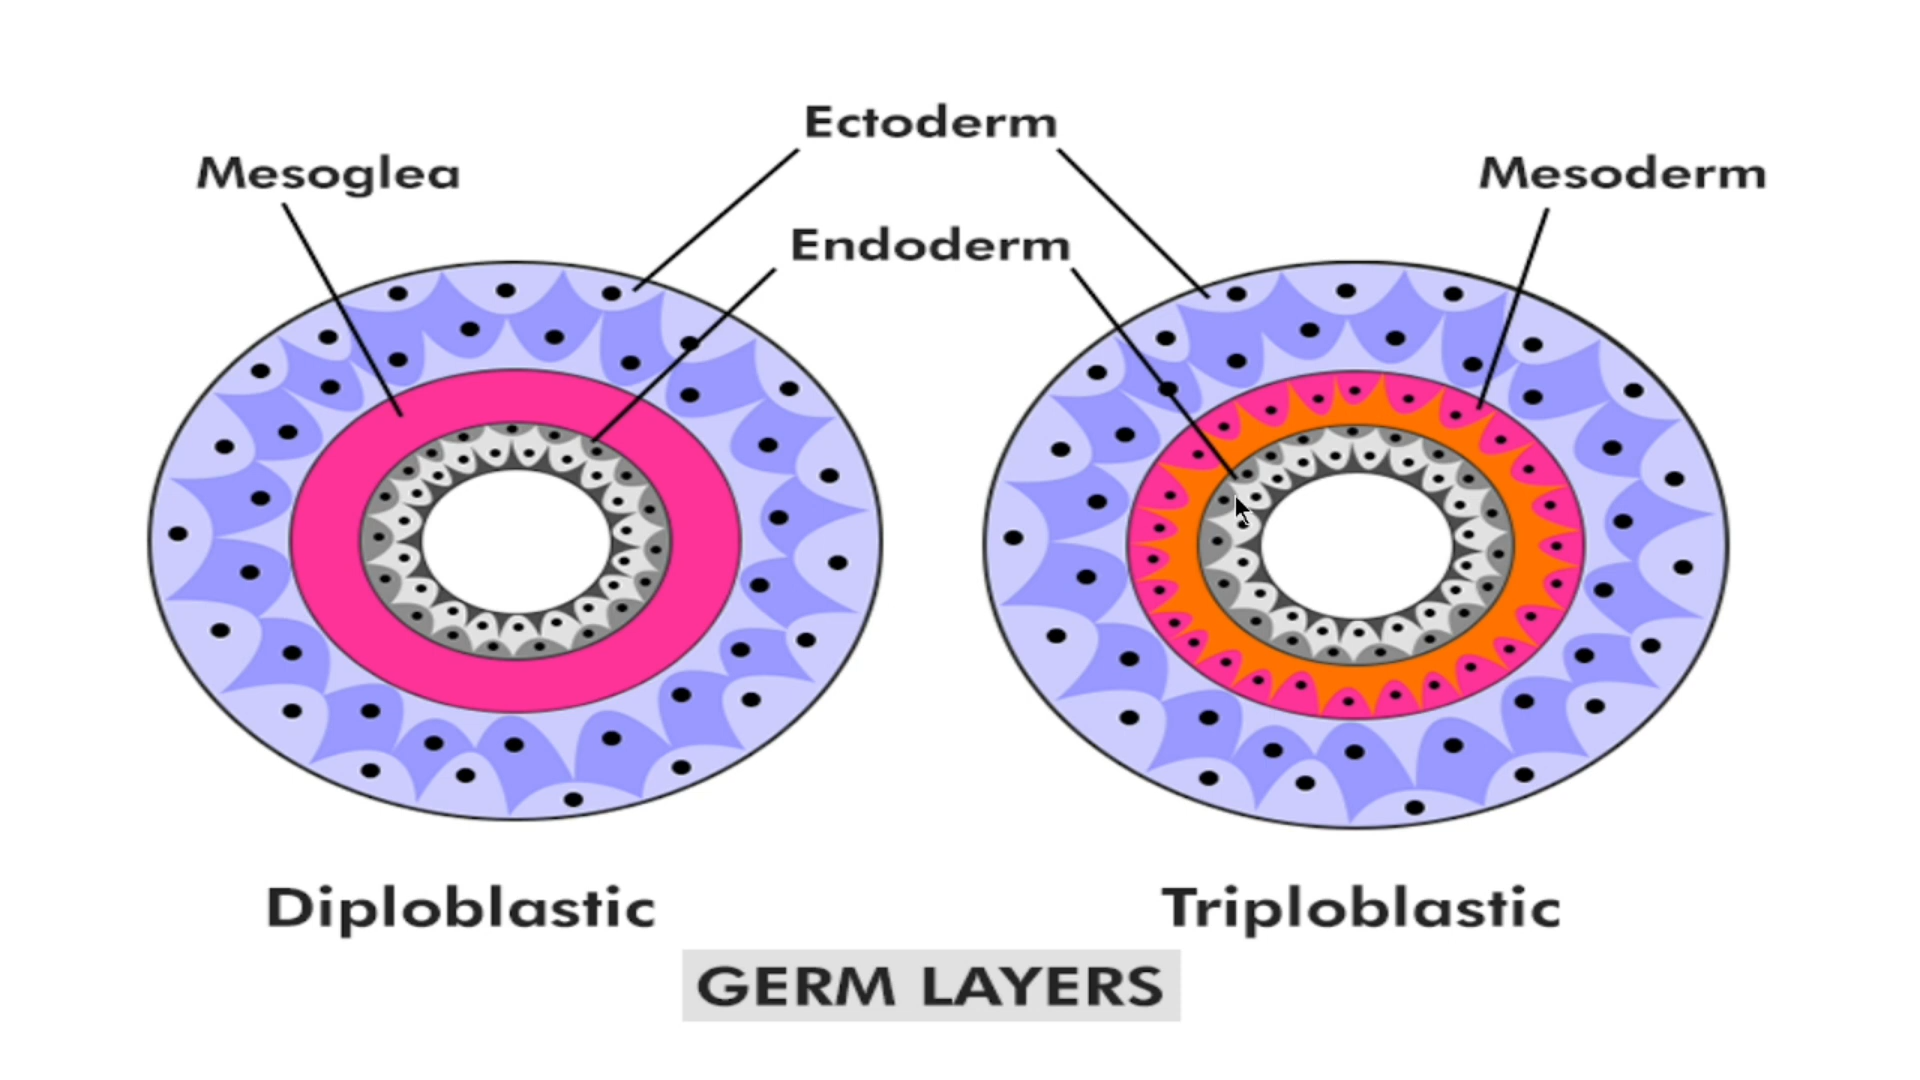 Ectoderm
Mesoglea
Mesoderm
Endoderm
Diploblastic
Triploblastic
GERM LAYERS